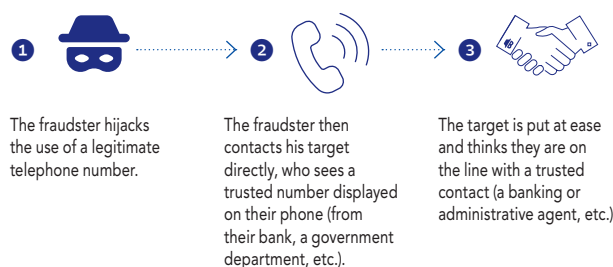 1
2
3
The fraudster hijacks
the use of a legitimate
telephone number.
The fraudster then
contacts his target
directly, who sees a
trusted number displayed
on their phone (from
their bank, a government
department, etc.).
The target is put at ease
and thinks they are on
the line with a trusted
contact (a banking or
administrative agent, etc.)